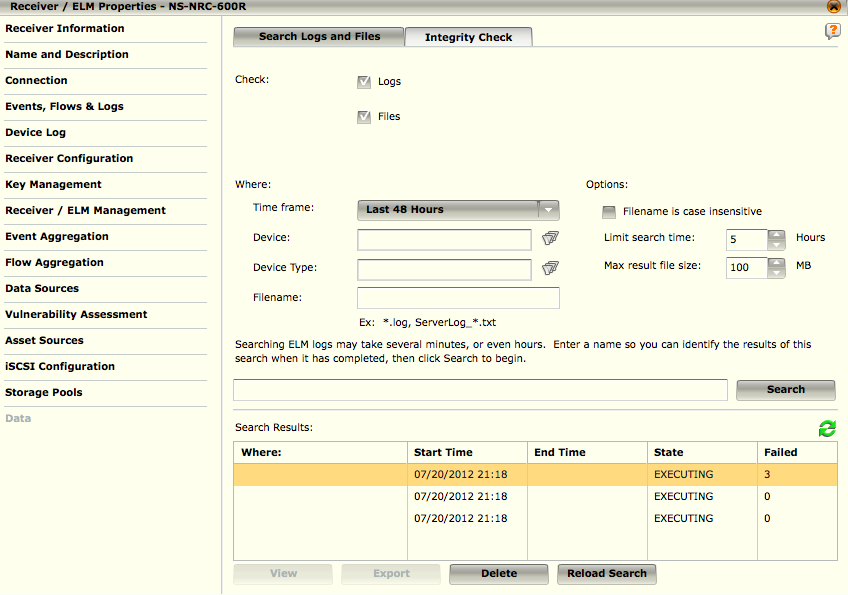 Receiver / ELM Properties - NS-NRC-600R
Receiver Information
Name and Description
Connection
Events, Flows & Logs
Device Log
Receiver Configuration
Key Management
Receiver / ELM Management
Event Aggregation
Flow Aggregation
Data Sources
Vulnerability Assessment
Asset Sources
iSCSI Configuration
Storage Pools
Data
Search Logs and Files Integrity Check
?
Check: Logs
Files
Where: Options:
Time frame: Last 48 Hours Filename is case insensitive
Device: Limit search time: 5 Hours
Device Type: Max result file size: 100 MB
Filename:
Ex: *.log, ServerLog_*.txt
Searching ELM logs may take several minutes, or even hours. Enter a name so you can identify the results of this
search when it has completed, then click Search to begin.
Search
Search Results:
Where: Start Time End Time State Failed
07/20/2012 21:18 EXECUTING 3
07/20/2012 21:18 EXECUTING 0
07/20/2012 21:18 EXECUTING 0
View Export Delete Reload Search